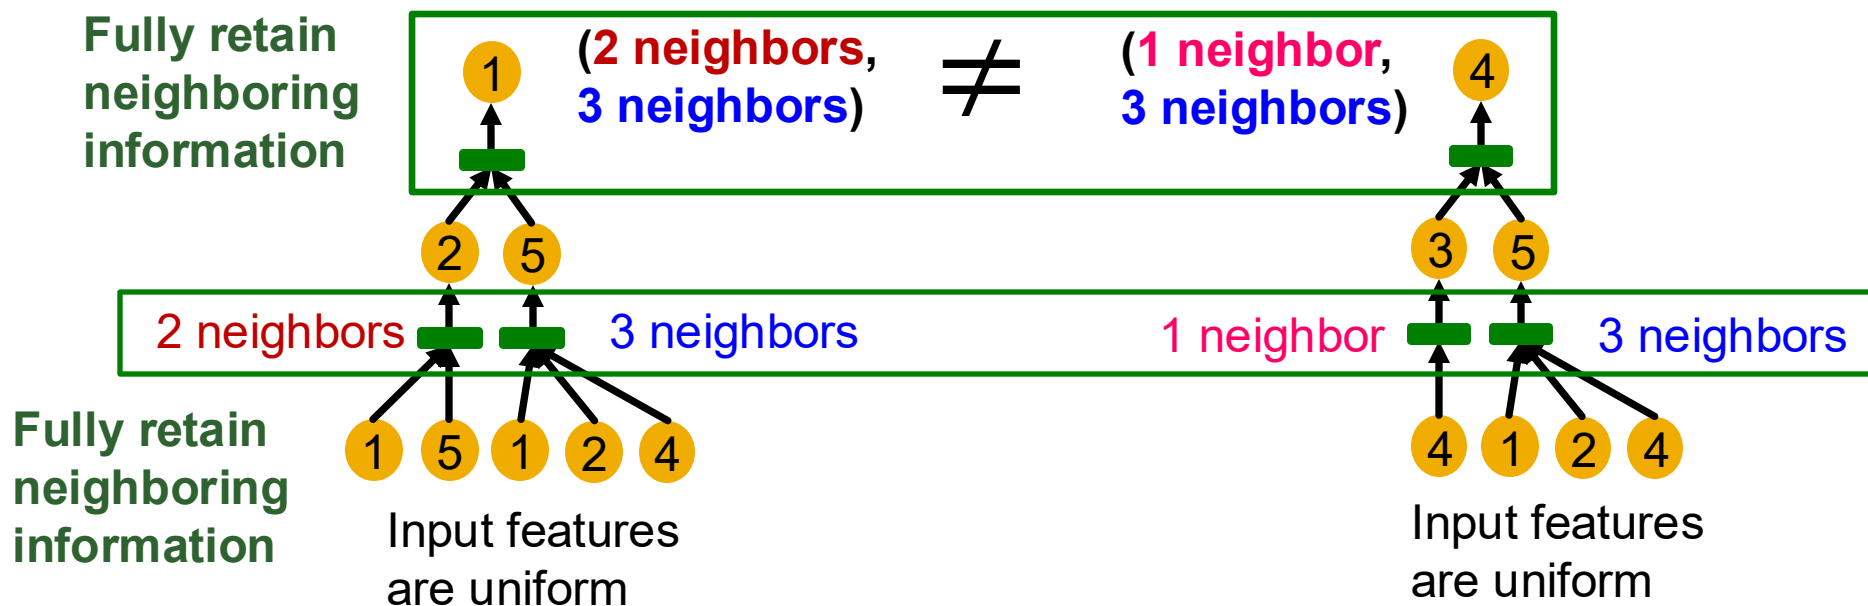 Fully retain
neighboring
information
1
(2 neighbors,
3 neighbors)
≠
(1 neighbor,
3 neighbors)
4
2
5
3
5
2 neighbors
3 neighbors
1 neighbor
3 neighbors
Fully retain
neighboring
information
1
5
1
2
4
4
1
2
4
Input features
are uniform
Input features
are uniform